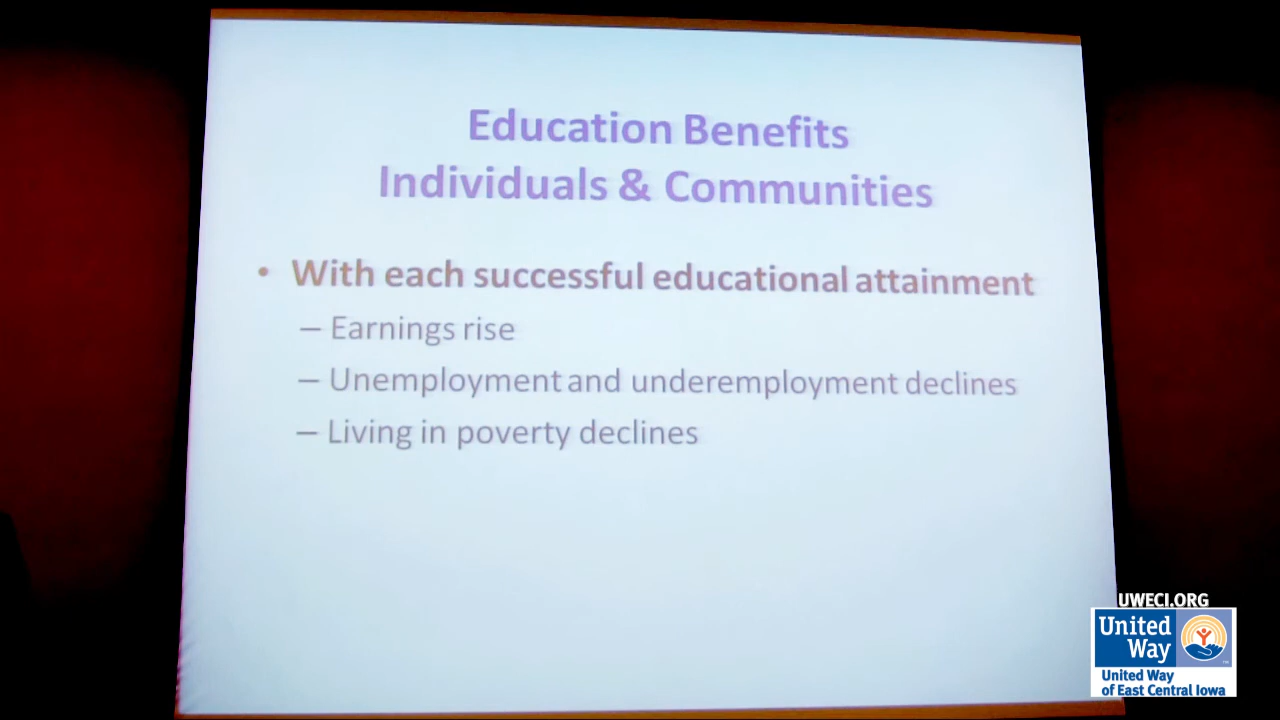 Education Benefits
Individuals & Communities
• With each successful educational attainment
– Earnings rise
– Unemployment and underemployment declines
– Living in poverty declines
UWECI.ORG
United
Way
United Way
of East Central Iowa